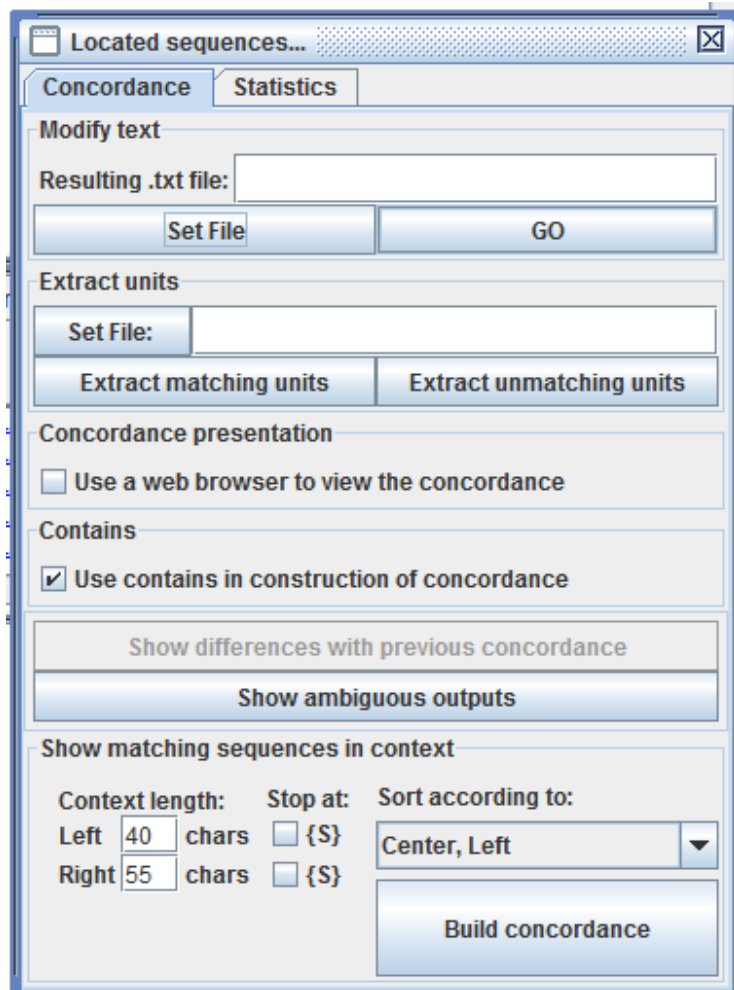 Located sequences...
Concordance Statistics
Modify text
Resulting .txt file:
Set File GO
Extract units
Set File:
Extract matching units Extract unmatching units
Concordance presentation
Use a web browser to view the concordance
Contains
Use contains in construction of concordance
Show differences with previous concordance
Show ambiguous outputs
Show matching sequences in context
Context length: Stop at: Sort according to:
Left 40 chars {S} Center, Left
Right 55 chars {S}
Build concordance